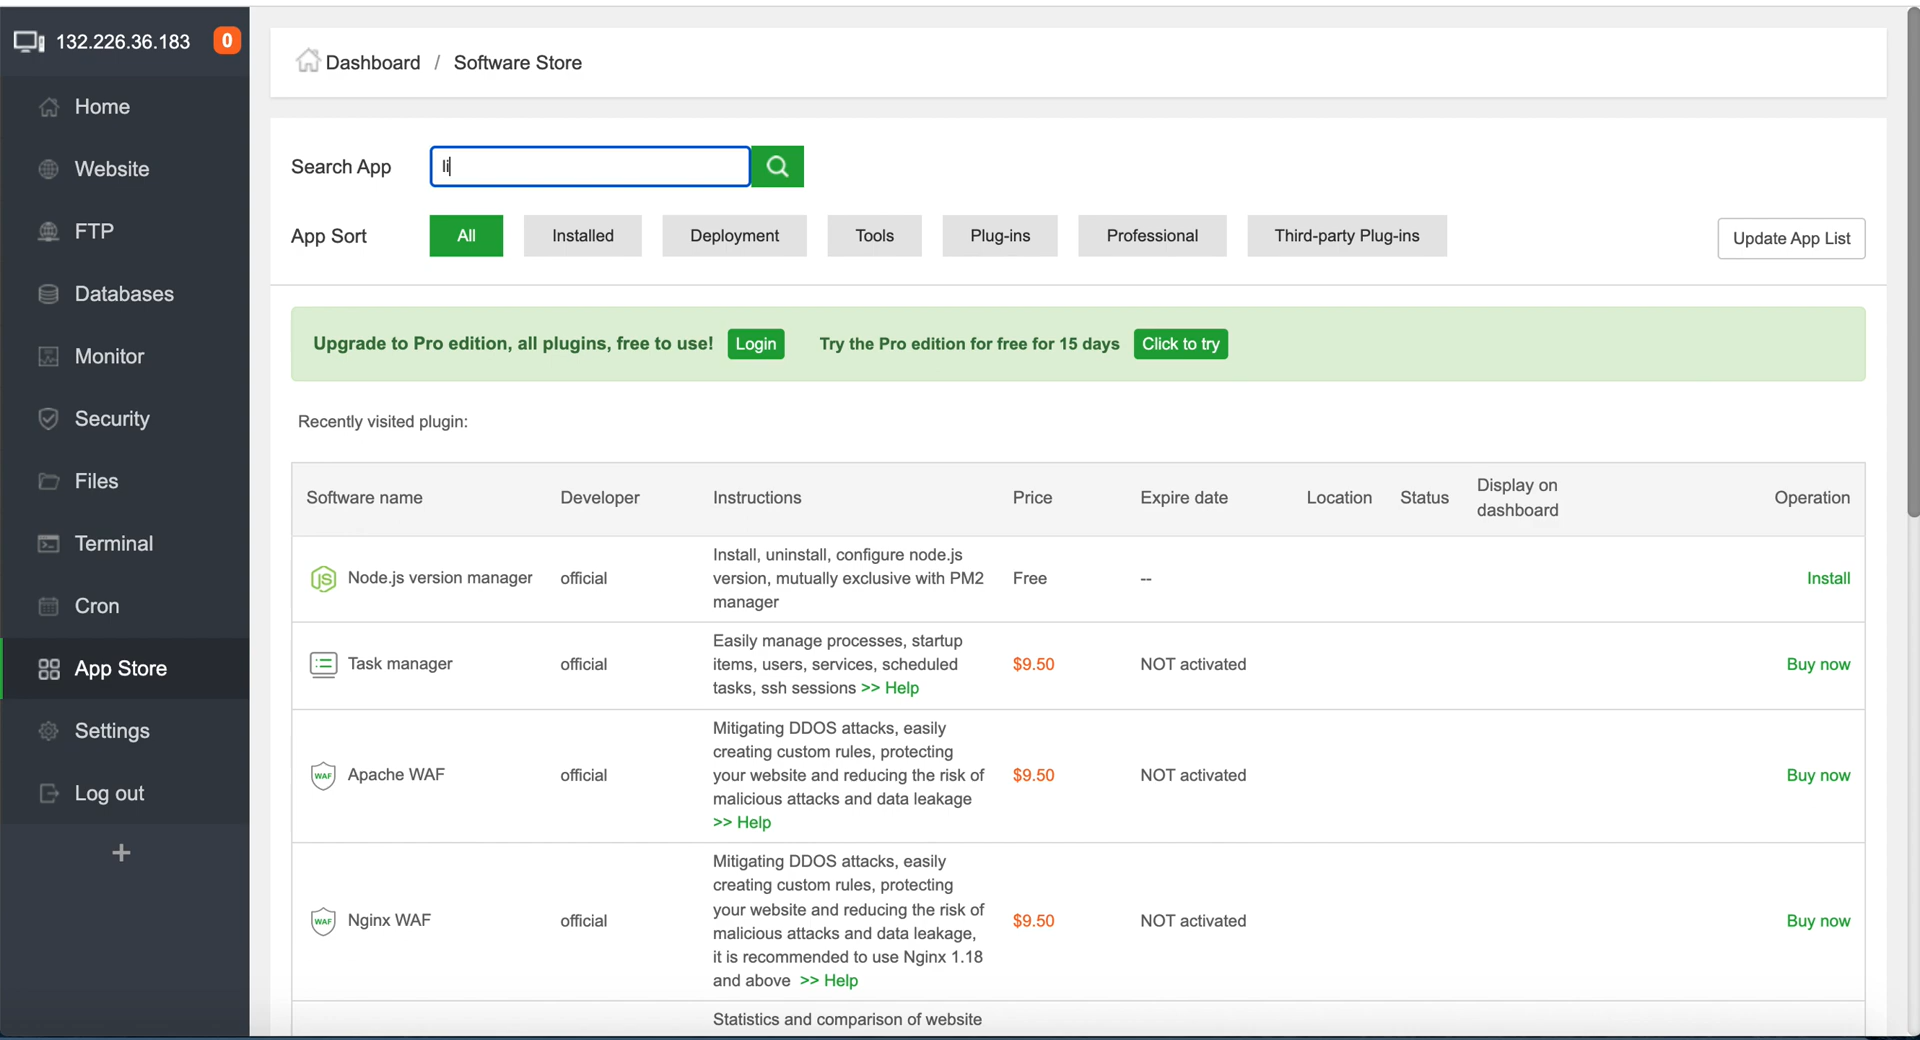 132.226.36.183 0
Home
Website
FTP
Databases
Monitor
Security
Files
Terminal
Cron
App Store
Settings
Log out
+
Dashboard / Software Store
Search App li
App Sort All Installed Deployment Tools Plug-ins Professional Third-party Plug-ins Update App List
Upgrade to Pro edition, all plugins, free to use! Login Try the Pro edition for free for 15 days Click to try
Recently visited plugin:
Software name Developer Instructions Price Expire date Location Status Display on
dashboard Operation
JS Node.js version manager official Install, uninstall, configure node.js
version, mutually exclusive with PM2
manager Free -- Install
Task manager official Easily manage processes, startup
items, users, services, scheduled
tasks, ssh sessions >> Help $9.50 NOT activated Buy now
WAF Apache WAF official Mitigating DDOS attacks, easily
creating custom rules, protecting
your website and reducing the risk of
malicious attacks and data leakage
>> Help $9.50 NOT activated Buy now
WAF Nginx WAF official Mitigating DDOS attacks, easily
creating custom rules, protecting
your website and reducing the risk of
malicious attacks and data leakage,
it is recommended to use Nginx 1.18
and above >> Help $9.50 NOT activated Buy now
Statistics and comparison of website